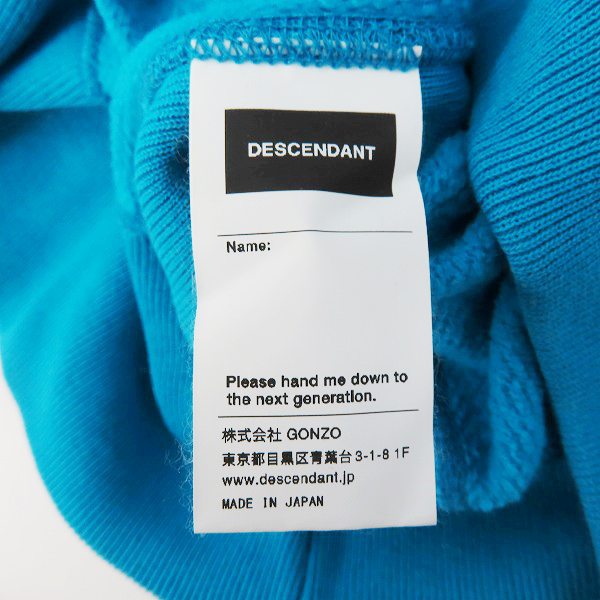 DESCENDANT
Name:
Please hand me down to
the next generation.
株式会社 GONZO
東京都目黒区青葉台3-1-8 1F
www.descendant.jp
MADE IN JAPAN